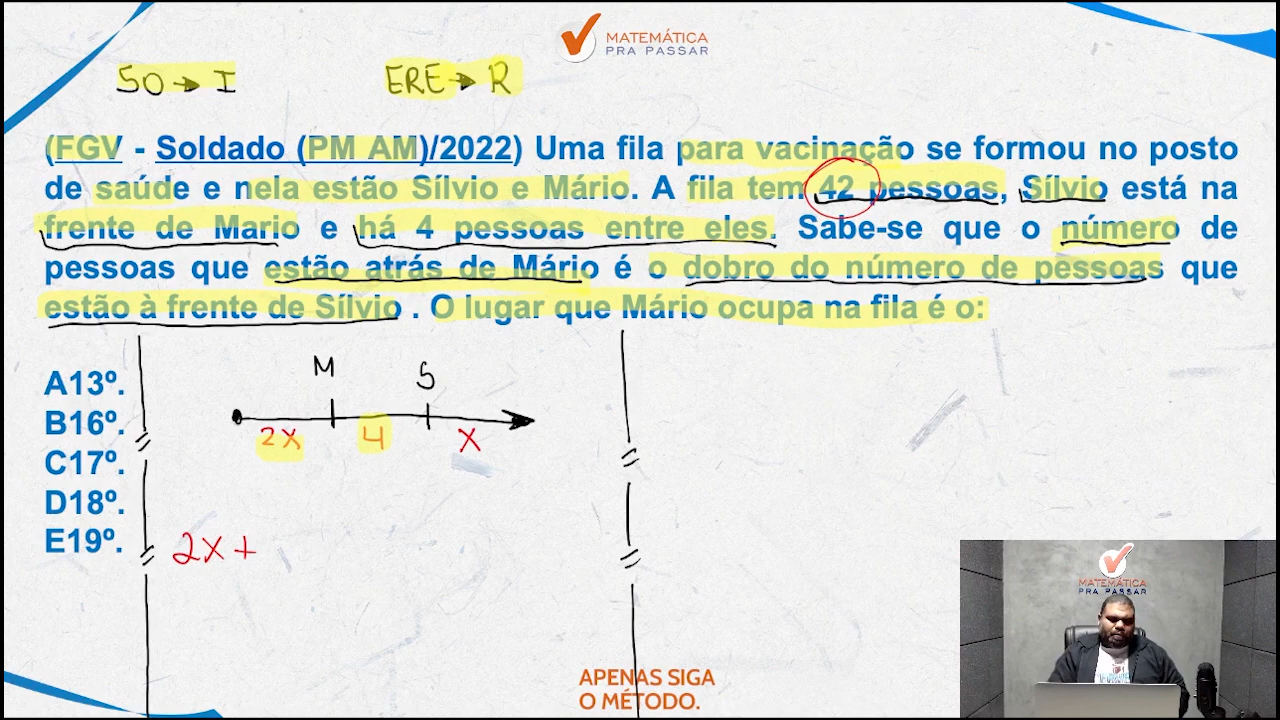 MATEMÁTICA
PRA PASSAR
SO → I
ERE → R
(FGV - Soldado (PM AM)/2022) Uma fila para vacinação se formou no posto
de saúde e nela estão Sílvio e Mário. A fila tem 42 pessoas, Sílvio está na
frente de Mario e há 4 pessoas entre eles. Sabe-se que o número de
pessoas que estão atrás de Mário é o dobro do número de pessoas que
estão à frente de Sílvio . O lugar que Mário ocupa na fila é o:
A13º.
B16º.
C17º.
D18º.
E19º.
M S
2X 4 X
2X+
MATEMÁTICA
PRA PASSAR
APENAS SIGA
O MÉTODO.